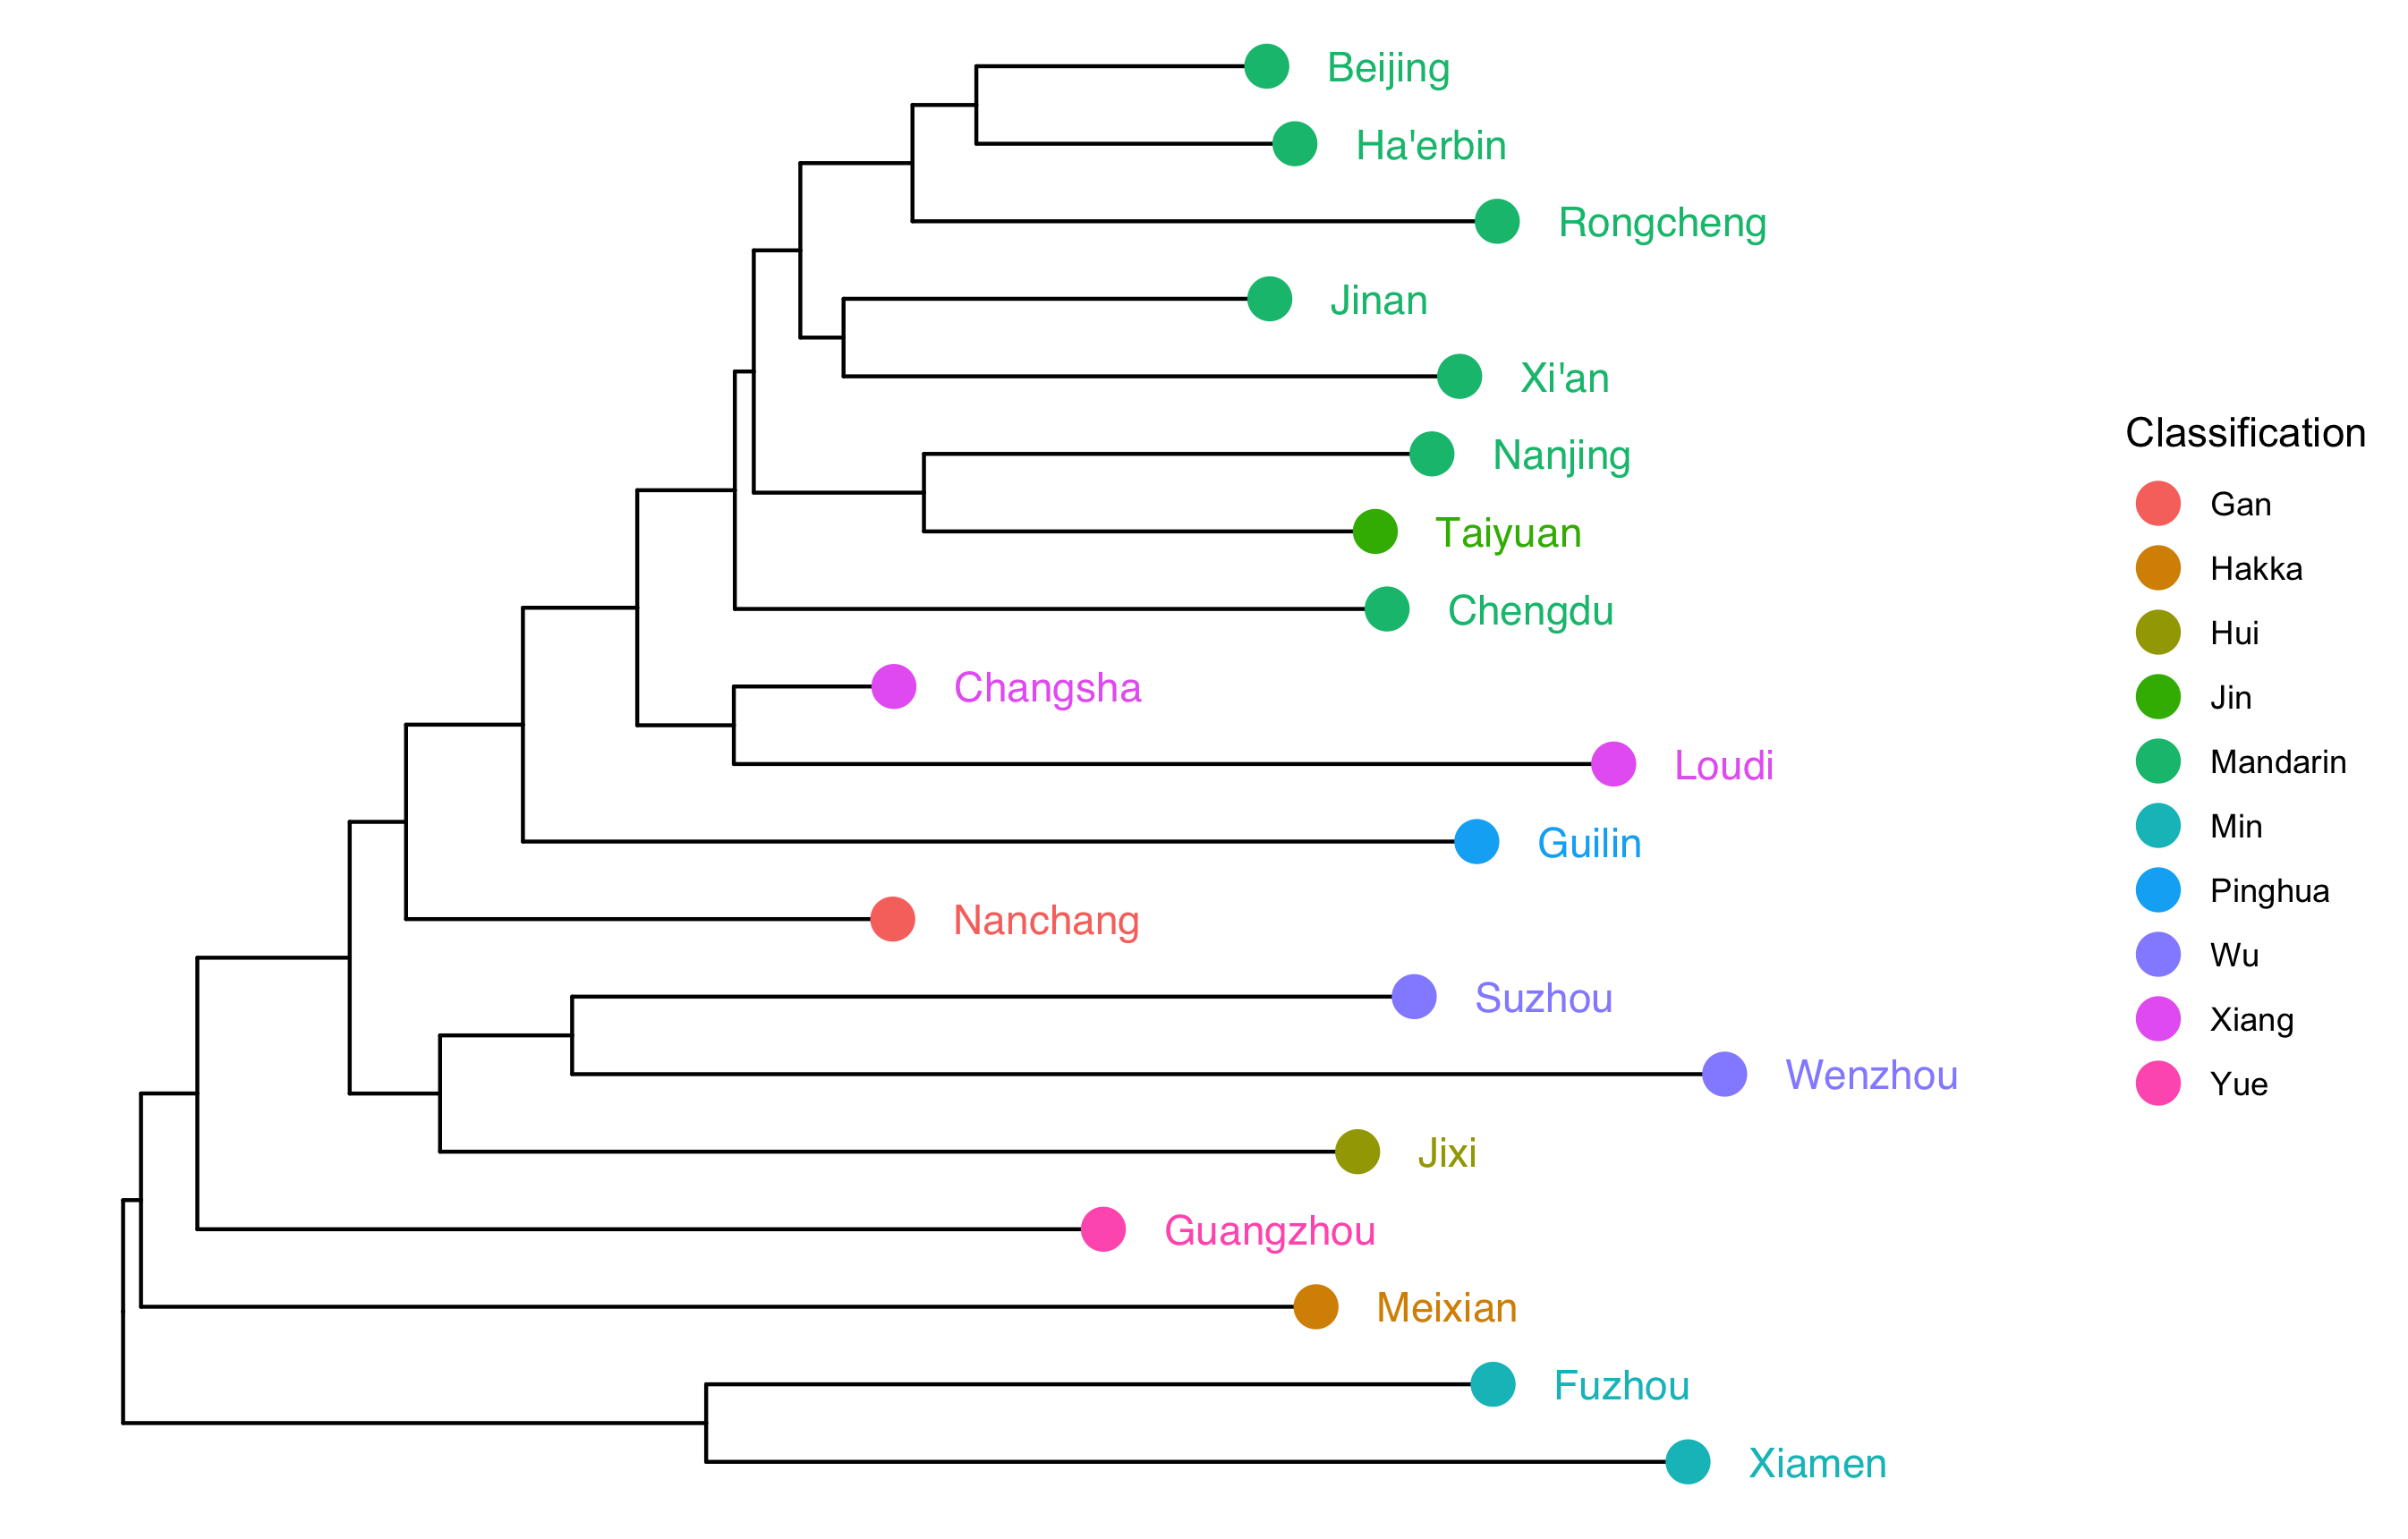 Beijing
Ha'erbin
Rongcheng
Jinan
Xi'an
Nanjing
Taiyuan
Chengdu
Changsha
Loudi
Guilin
Nanchang
Suzhou
Wenzhou
Jixi
Guangzhou
Meixian
Fuzhou
Xiamen
Classification
Gan
Hakka
Hui
Jin
Mandarin
Min
Pinghua
Wu
Xiang
Yue